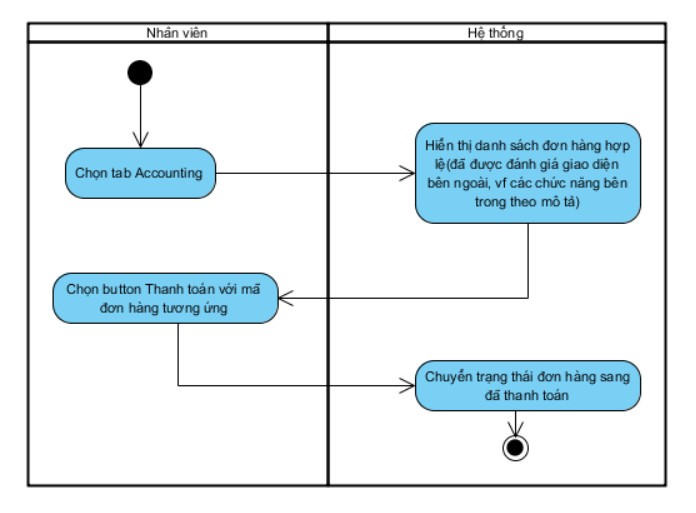 Nhân viên
Hệ thống
Chọn tab Accounting
Hiển thị danh sách đơn hàng hợp
lệ(đã được đánh giá giao diện
bên ngoài, vf các chức năng bên
trong theo mô tả)
Chọn button Thanh toán với mã
đơn hàng tương ứng
Chuyển trạng thái đơn hàng sang
đã thanh toán